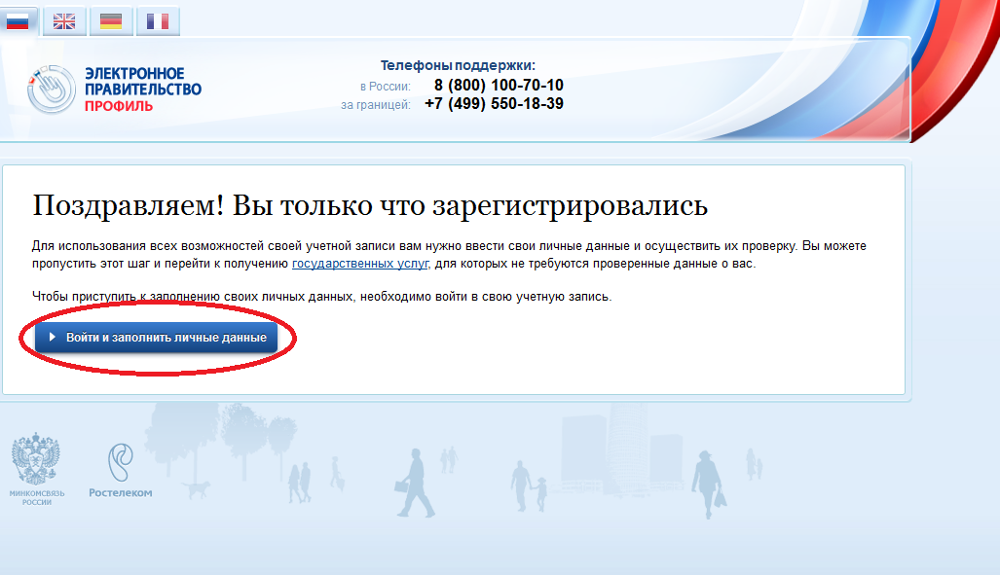 ЭЛЕКТРОННОЕ
ПРАВИТЕЛЬСТВО
ПРОФИЛЬ
Телефоны поддержки:
в России: 8 (800) 100-70-10
за границей: +7 (499) 550-18-39
Поздравляем! Вы только что зарегистрировались
Для использования всех возможностей своей учетной записи вам нужно ввести свои личные данные и осуществить их проверку. Вы можете
пропустить этот шаг и перейти к получению государственных услуг, для которых не требуются проверенные данные о вас.
Чтобы приступить к заполнению своих личных данных, необходимо войти в свою учетную запись.
Войти и заполнить личные данные
МИНКОМСВЯЗЬ
РОССИИ
Ростелеком